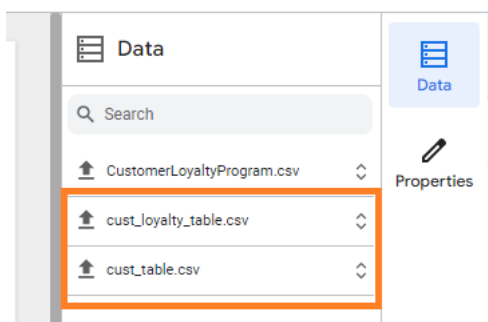 Data
Search
CustomerLoyaltyProgram.csv
cust_loyalty_table.csv
cust_table.csv
Data
Properties